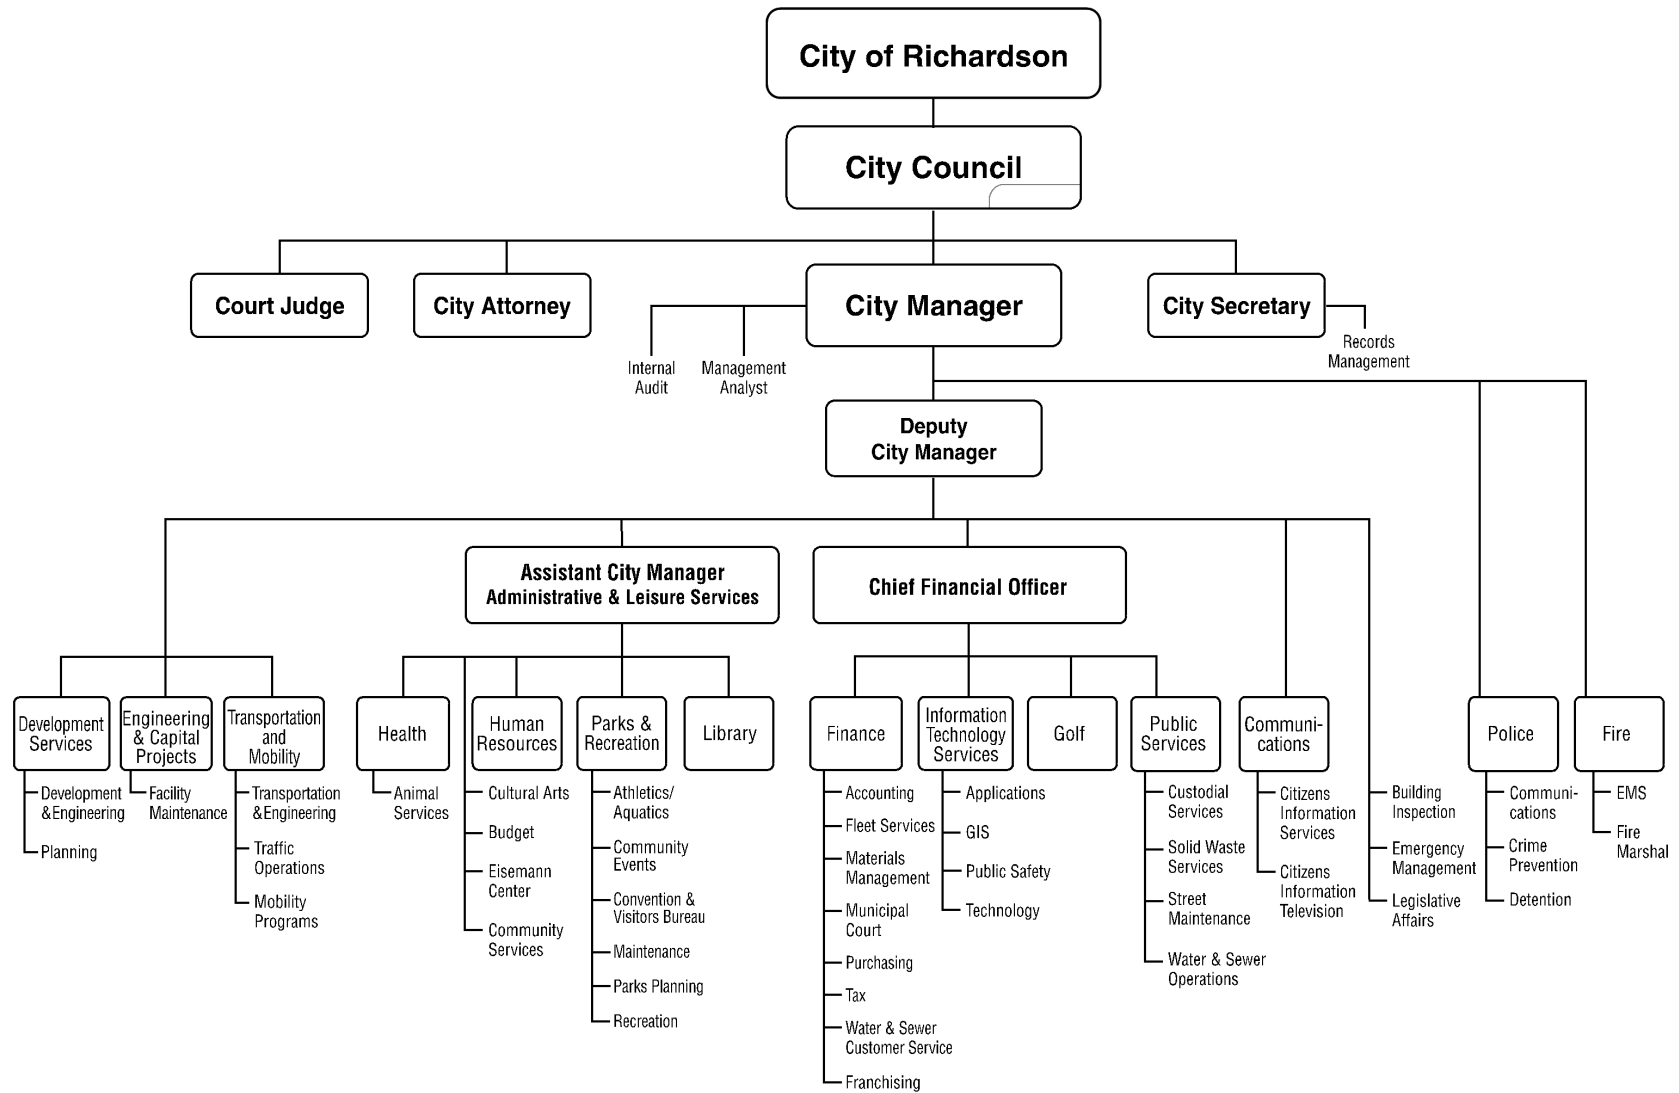 City of Richardson
City Council
Court Judge
City Attorney
City Manager
City Secretary
Internal
Audit
Management
Analyst
Records
Management
Deputy
City Manager
Assistant City Manager
Administrative & Leisure Services
Chief Financial Officer
Development
Services
Engineering
& Capital
Projects
Transportation
and
Mobility
Health
Human
Resources
Parks &
Recreation
Library
Finance
Information
Technology
Services
Golf
Public
Services
Communi-
cations
Police
Fire
Development
&Engineering
Planning
Facility
Maintenance
Transportation
&Engineering
Traffic
Operations
Mobility
Programs
Animal
Services
Cultural Arts
Budget
Eisemann
Center
Community
Services
Athletics/
Aquatics
Community
Events
Convention &
Visitors Bureau
Maintenance
Parks Planning
Recreation
Accounting
Fleet Services
Materials
Management
Municipal
Court
Purchasing
Tax
Water & Sewer
Customer Service
Franchising
Applications
GIS
Public Safety
Technology
Custodial
Services
Solid Waste
Services
Street
Maintenance
Water & Sewer
Operations
Citizens
Information
Services
Citizens
Information
Television
Building
Inspection
Emergency
Management
Legislative
Affairs
Communi-
cations
Crime
Prevention
Detention
EMS
Fire
Marshal